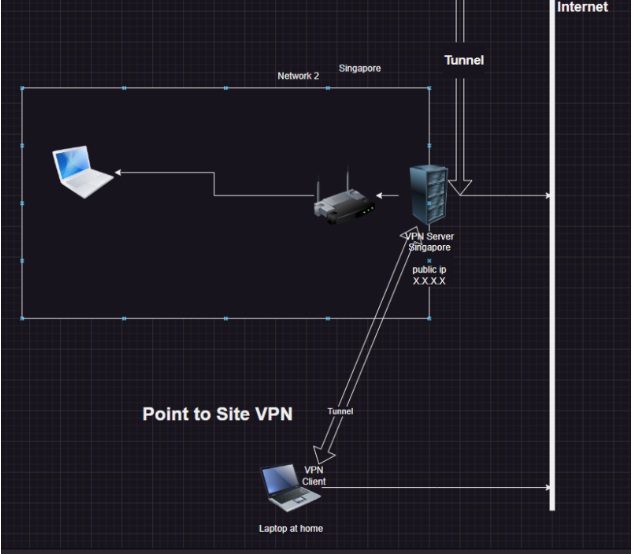 Internet
Tunnel
Singapore
Network 2
VPN Server
Singapore
public ip
X.X.X.X
Point to Site VPN
Tunnel
VPN
Client
Laptop at home